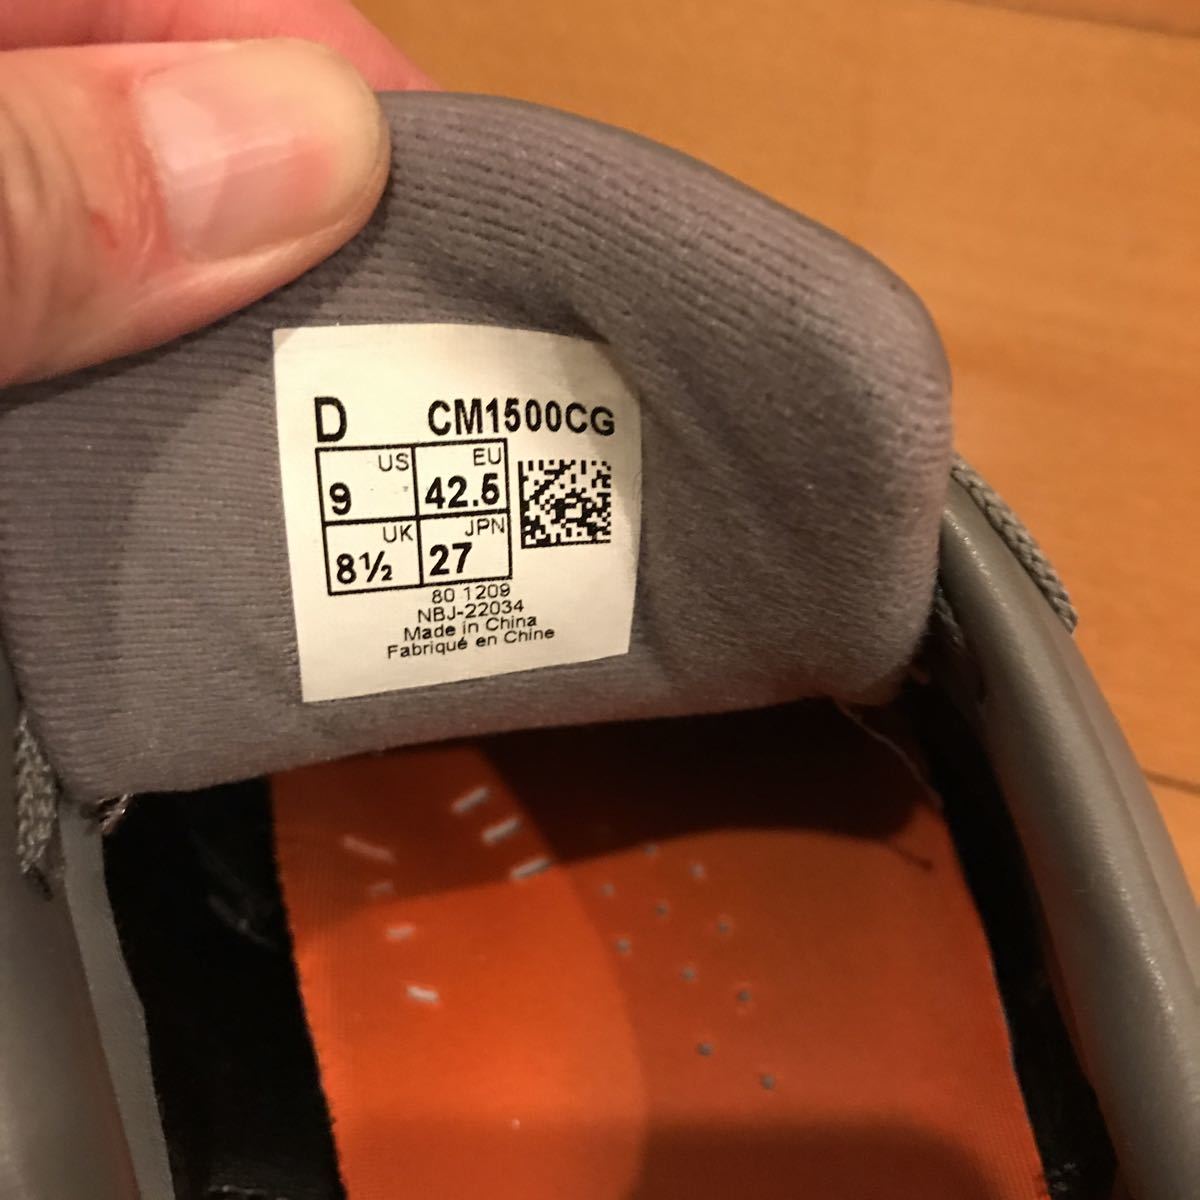 D CM1500CG
US EU
9 42.5
UK JPN
8½ 27
80 1209
NBJ-22034
Made in China
Fabriqué en Chine